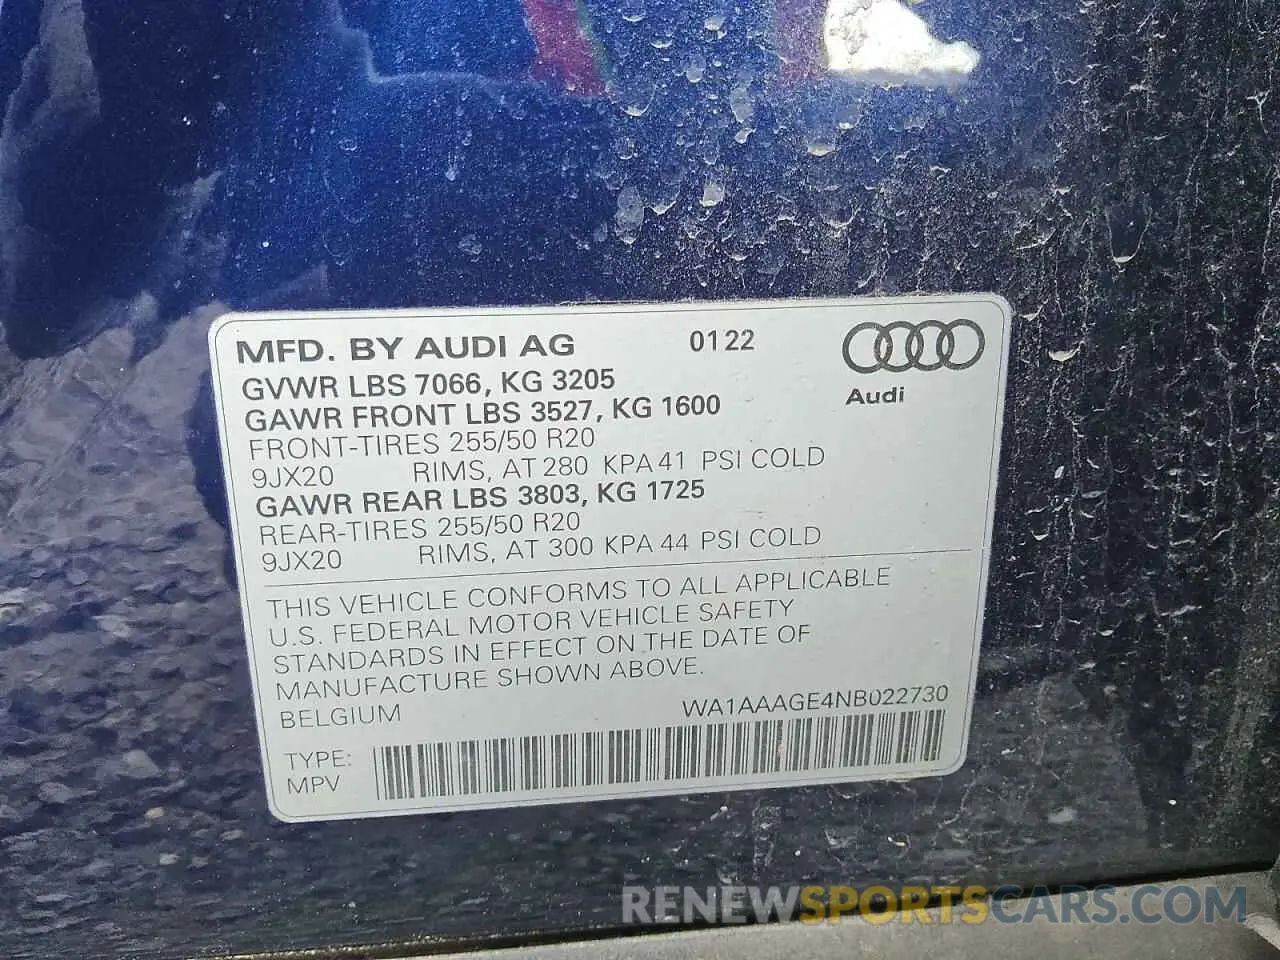 MFD. BY AUDI AG 01 22
GVWR LBS 7066, KG 3205
GAWR FRONT LBS 3527, KG 1600
Audi
FRONT-TIRES 255/50 R20
9JX20 RIMS, AT 280 KPA 41 PSI COLD
GAWR REAR LBS 3803, KG 1725
REAR-TIRES 255/50 R20
9JX20 RIMS, AT 300 KPA 44 PSI COLD
THIS VEHICLE CONFORMS TO ALL APPLICABLE
U.S. FEDERAL MOTOR VEHICLE SAFETY
STANDARDS IN EFFECT ON THE DATE OF
MANUFACTURE SHOWN ABOVE.
BELGIUM WA1AAAGE4NB022730
TYPE:
MPV
RENEWSPORTSCARS.COM